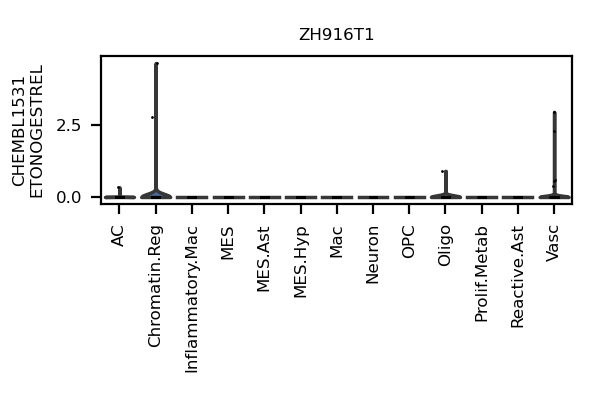 ZH916T1
CHEMBL1531
ETONOGESTREL
2.5
0.0
AC
Chromatin.Reg
Inflammatory.Mac
MES
MES.Ast
MES.Hyp
Mac
Neuron
OPC
Oligo
Prolif.Metab
Reactive.Ast
Vasc